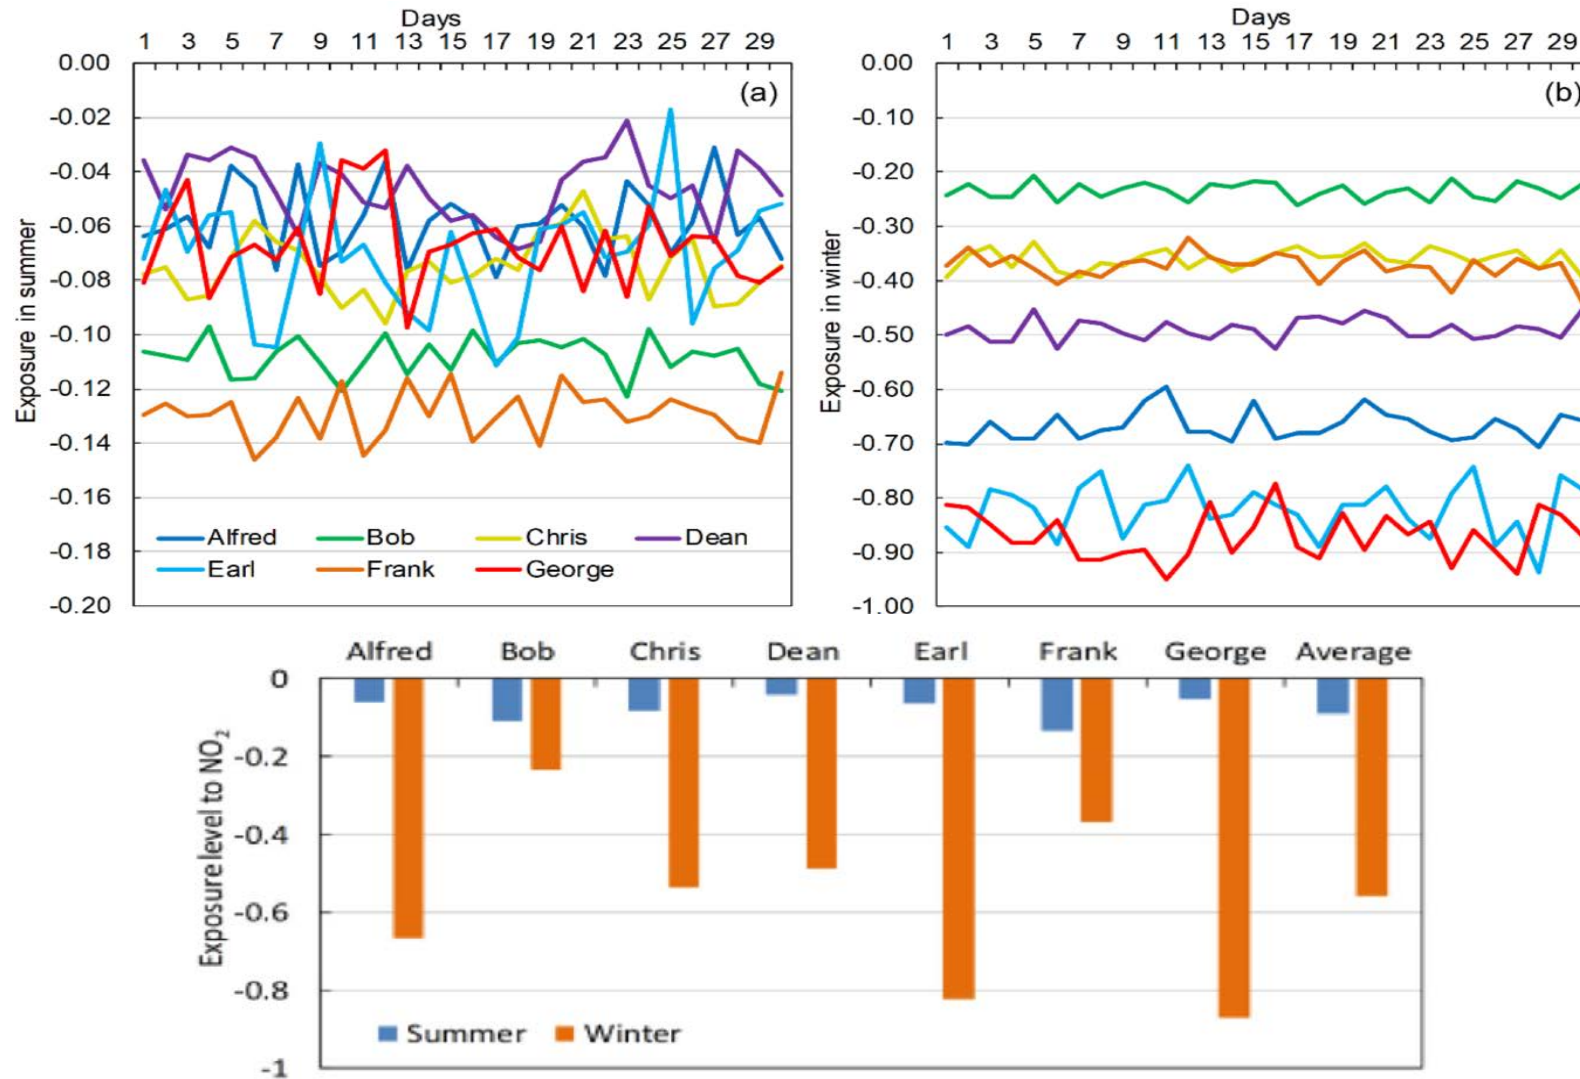 Days
1 3 5 7 9 11 13 15 17 19 21 23 25 27 29
0.00
-0.02
-0.04
-0.06
-0.08
-0.10
-0.12
-0.14
-0.16
-0.18
-0.20
Exposure in summer
(a)
Alfred Bob Chris Dean
Earl Frank George
Days
1 3 5 7 9 11 13 15 17 19 21 23 25 27 29
0.00
-0.10
-0.20
-0.30
-0.40
-0.50
-0.60
-0.70
-0.80
-0.90
-1.00
Exposure in winter
(b)
Alfred Bob Chris Dean Earl Frank George Average
0
-0.2
-0.4
-0.6
-0.8
-1
Exposure level to NO₂
Summer Winter